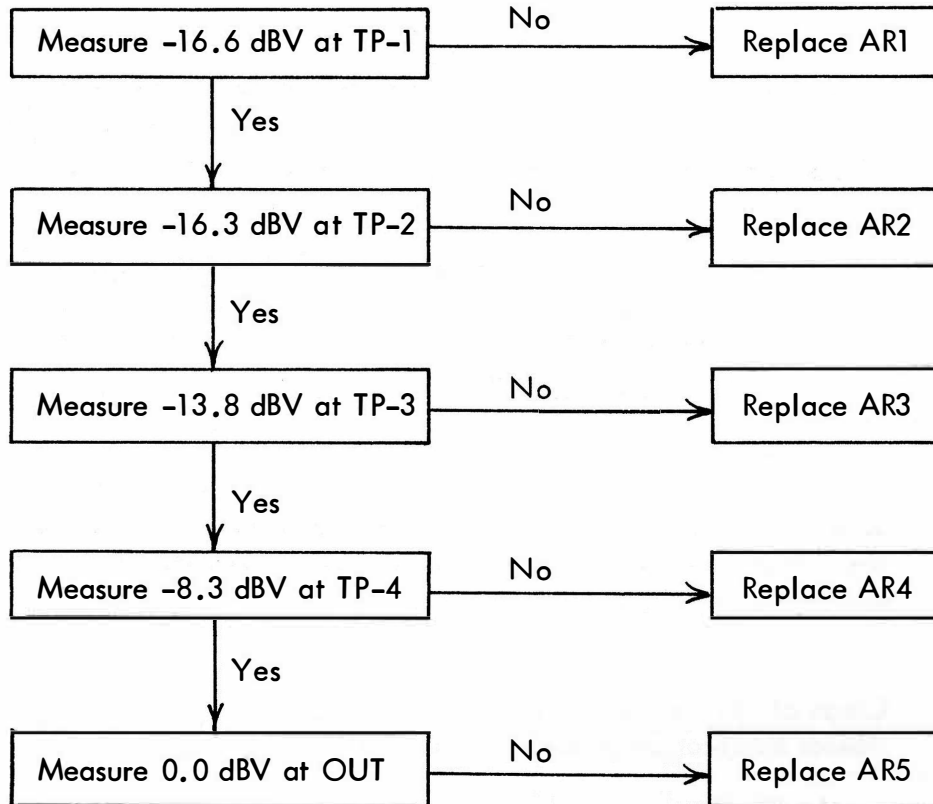 Measure -16.6 dBV at TP-1
No
Replace AR1
Yes
Measure -16.3 dBV at TP-2
No
Replace AR2
Yes
Measure -13.8 dBV at TP-3
No
Replace AR3
Yes
Measure -8.3 dBV at TP-4
No
Replace AR4
Yes
Measure 0.0 dBV at OUT
No
Replace AR5